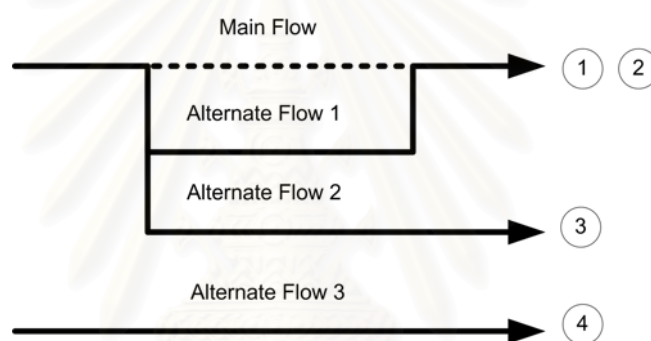 Main Flow
1 2
Alternate Flow 1
Alternate Flow 2
3
Alternate Flow 3
4